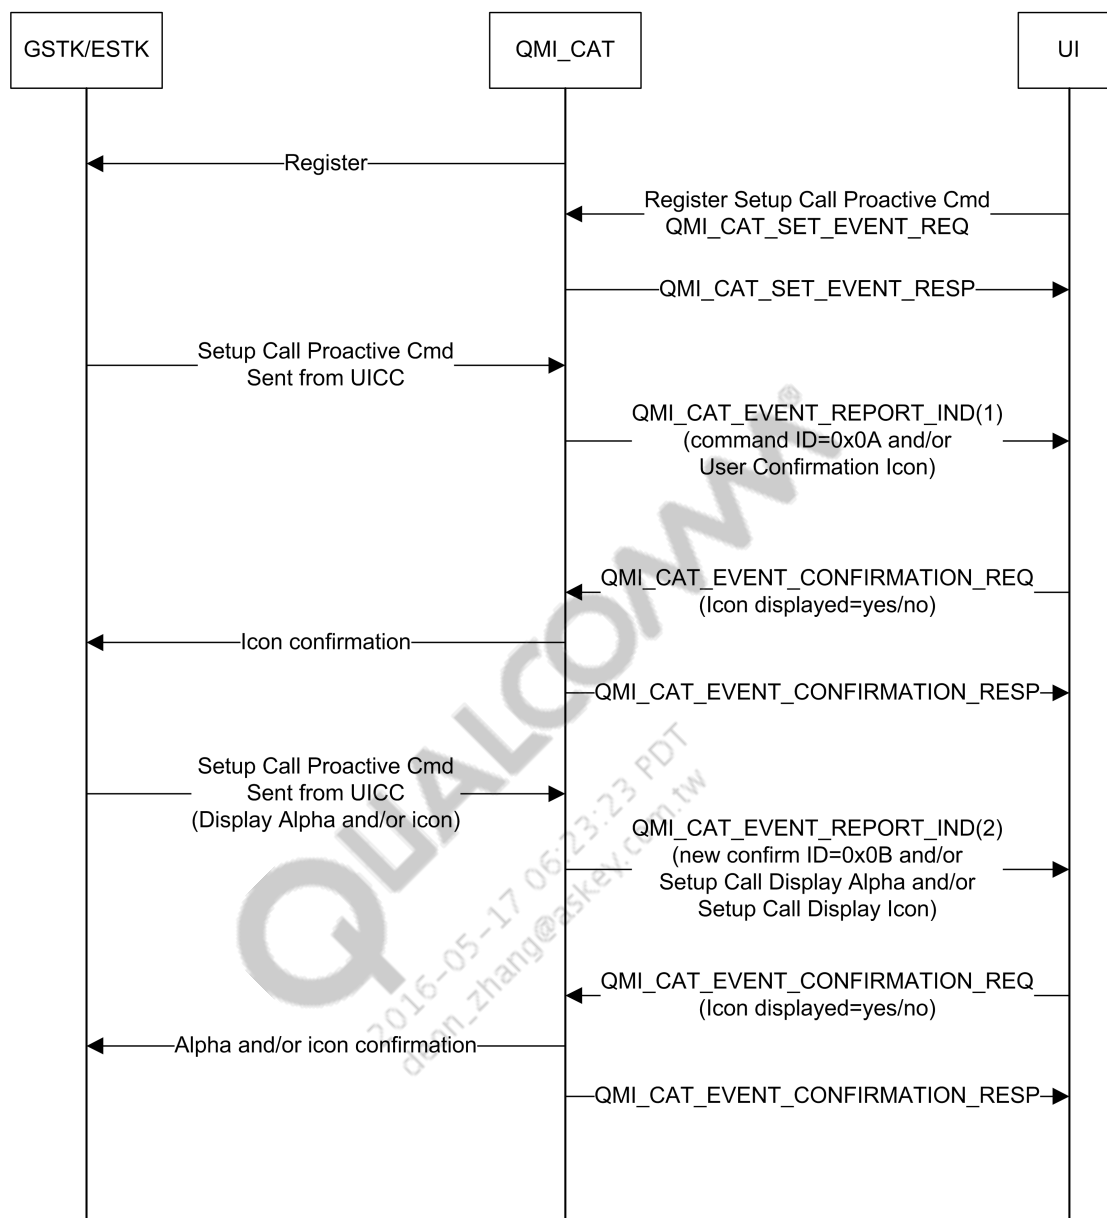 GSTK/ESTK
QMI_CAT
UI
Register
Register Setup Call Proactive Cmd
QMI_CAT_SET_EVENT_REQ
QMI_CAT_SET_EVENT_RESP
Setup Call Proactive Cmd
Sent from UICC
QMI_CAT_EVENT_REPORT_IND(1)
(command ID=0x0A and/or
User Confirmation Icon)
QMI_CAT_EVENT_CONFIRMATION_REQ
(Icon displayed=yes/no)
Icon confirmation
QMI_CAT_EVENT_CONFIRMATION_RESP
Setup Call Proactive Cmd
Sent from UICC
(Display Alpha and/or icon)
QMI_CAT_EVENT_REPORT_IND(2)
(new confirm ID=0x0B and/or
Setup Call Display Alpha and/or
Setup Call Display Icon)
QMI_CAT_EVENT_CONFIRMATION_REQ
(Icon displayed=yes/no)
Alpha and/or icon confirmation
QMI_CAT_EVENT_CONFIRMATION_RESP
QUALCOMM®
2016-05-17 06:23:23 PDT
deon_zhang@askey.com.tw